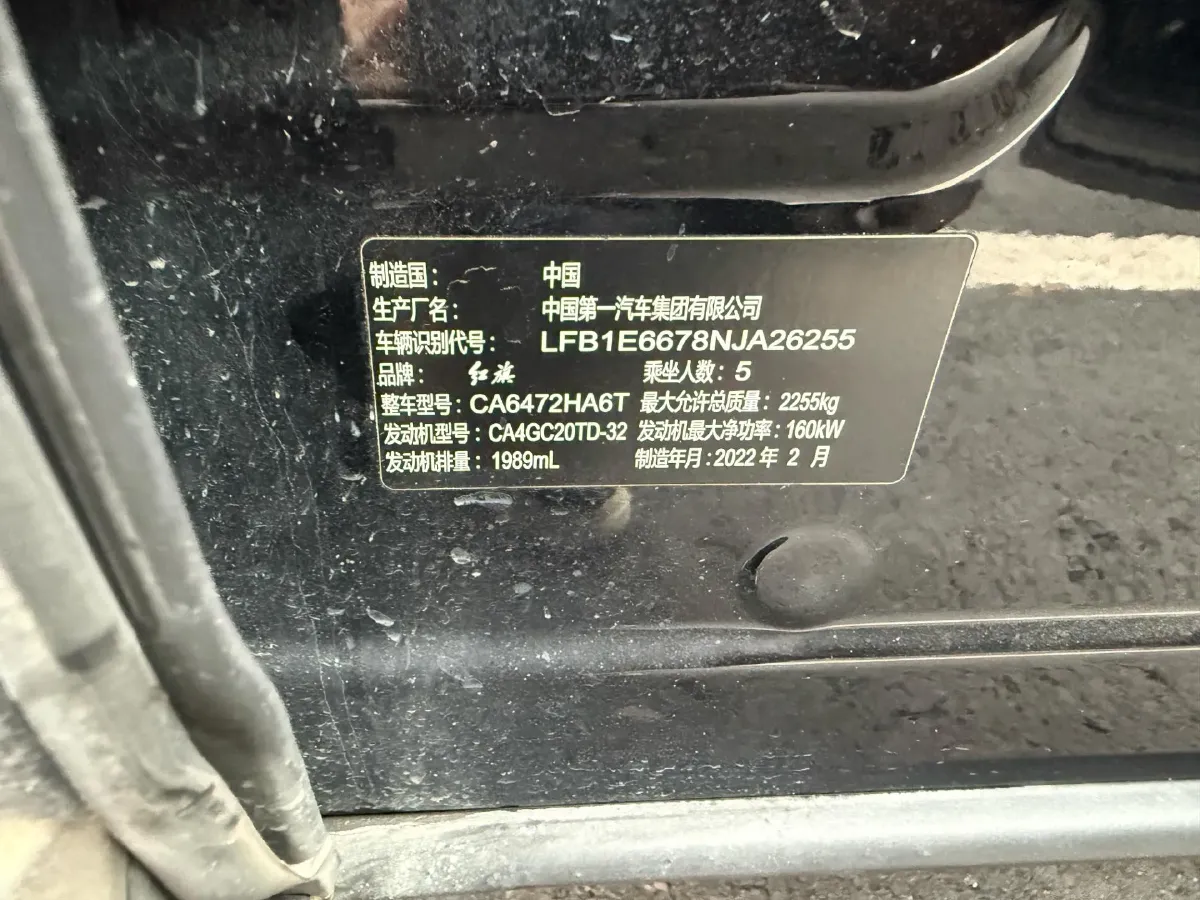 制造国： 中国
生产厂名： 中国第一汽车集团有限公司
车辆识别代号： LFB1E6678NJA26255
品牌： 红旗 乘坐人数：5
整车型号：CA6472HA6T 最大允许总质量：2255kg
发动机型号：CA4GC20TD-32 发动机最大净功率：160kW
发动机排量：1989mL 制造年月：2022年 2 月